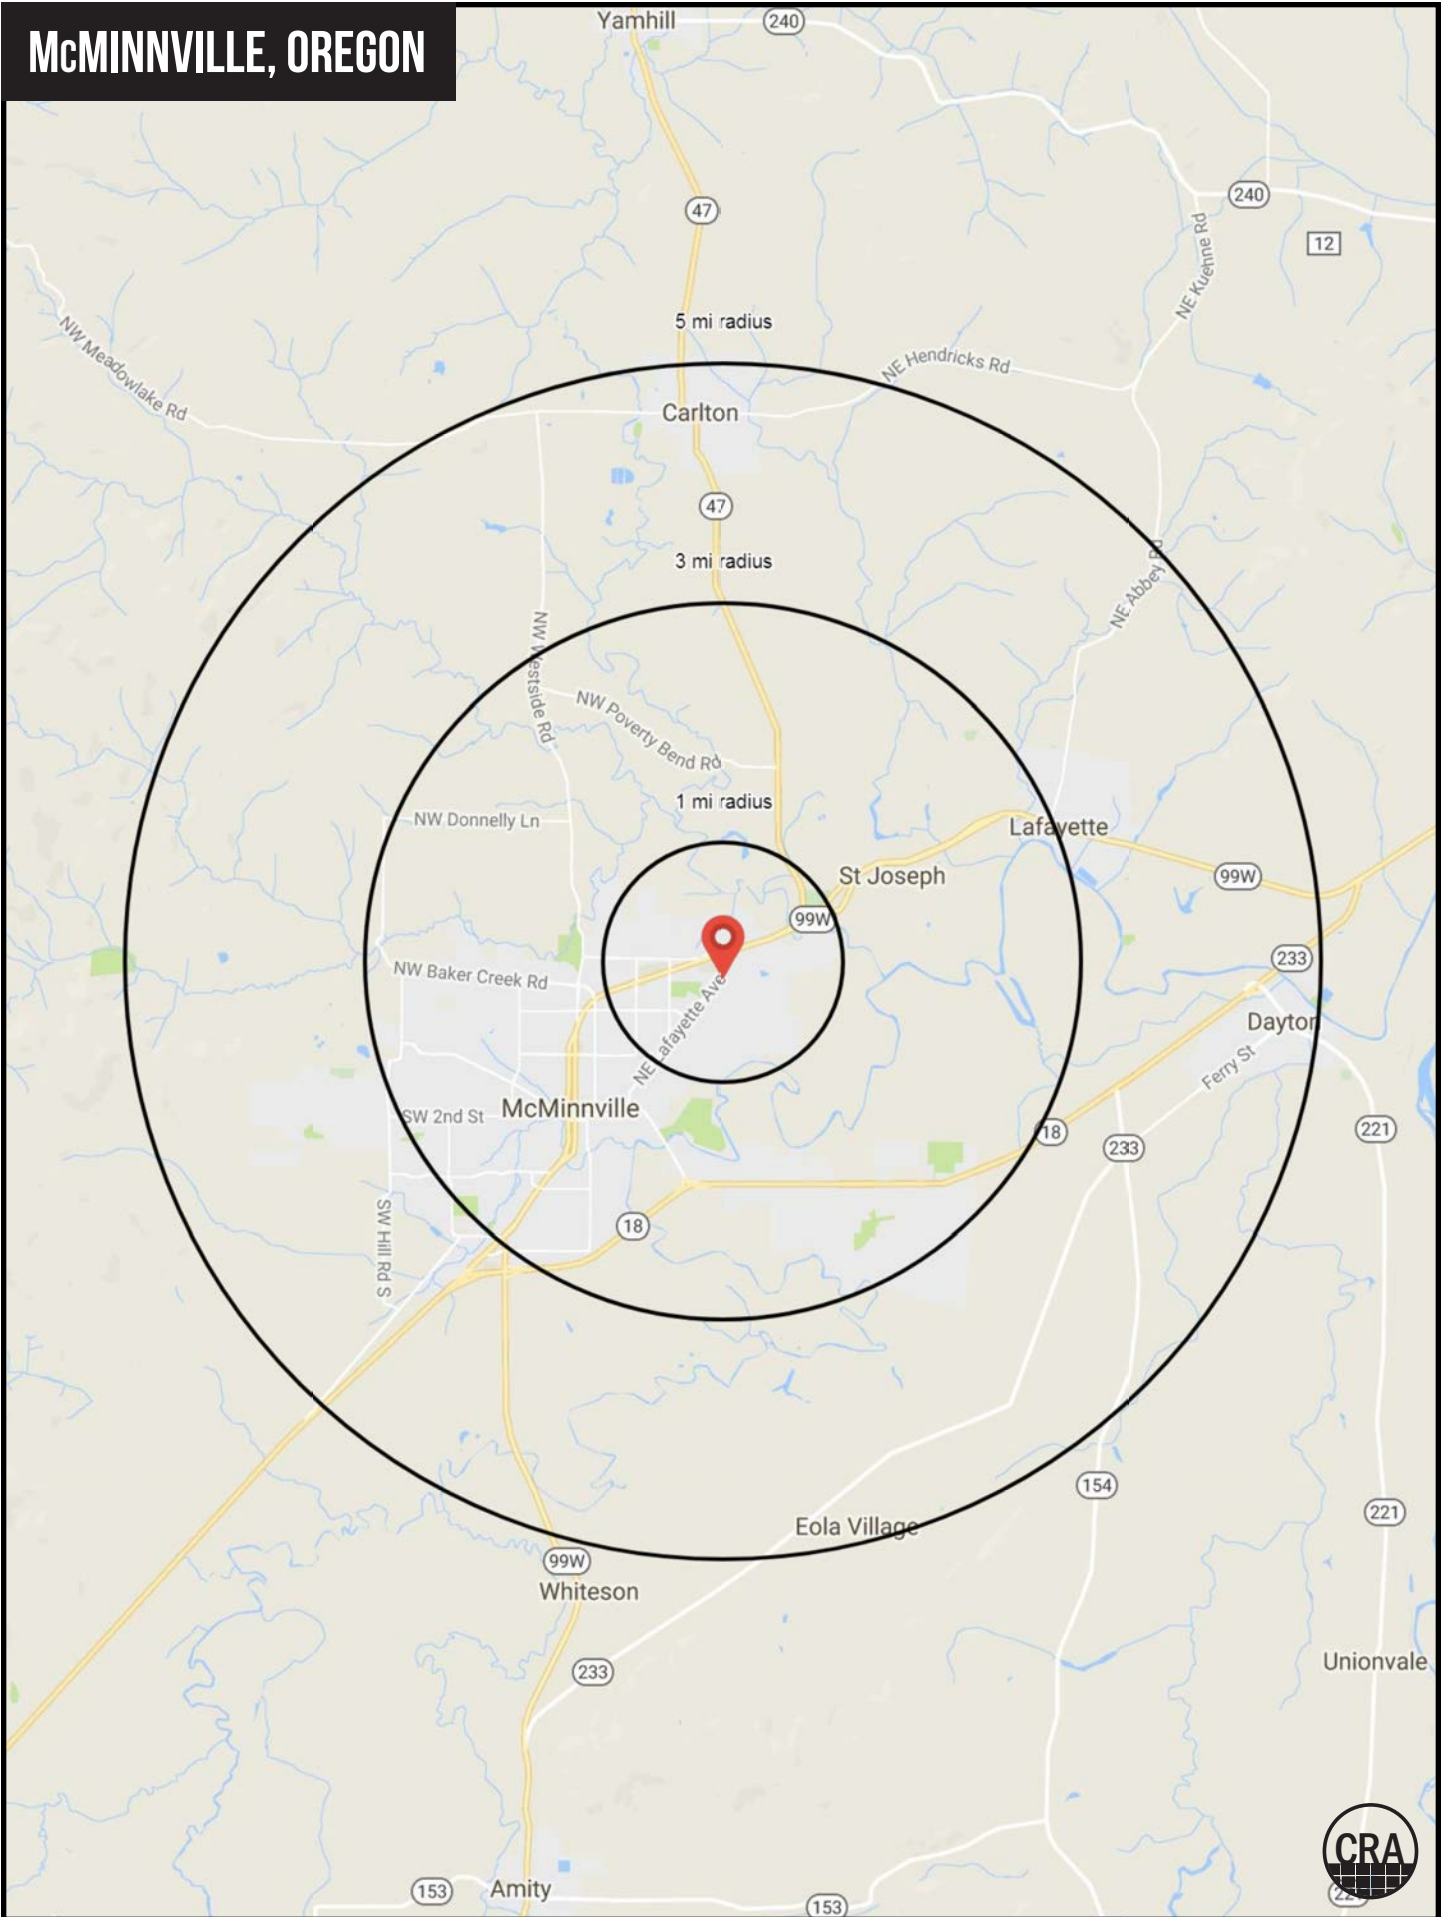 McMINNVILLE, OREGON
Yamhill
240
47
240
12
NE Kuehne Rd
5 mi radius
NW Meadowlake Rd
NE Hendricks Rd
Carlton
47
3 mi radius
NE Abbey Rd
NW Westside Rd
NW Poverty Bend Rd
1 mi radius
NW Donnelly Ln
Lafayette
St Joseph
99W
99W
233
NW Baker Creek Rd
NE Lafayette Ave
Dayton
Ferry St
McMinnville
SW 2nd St
18
221
233
SW Hill Rd S
18
154
221
Eola Village
99W
Whiteson
233
Unionvale
CRA
153
Amity
153